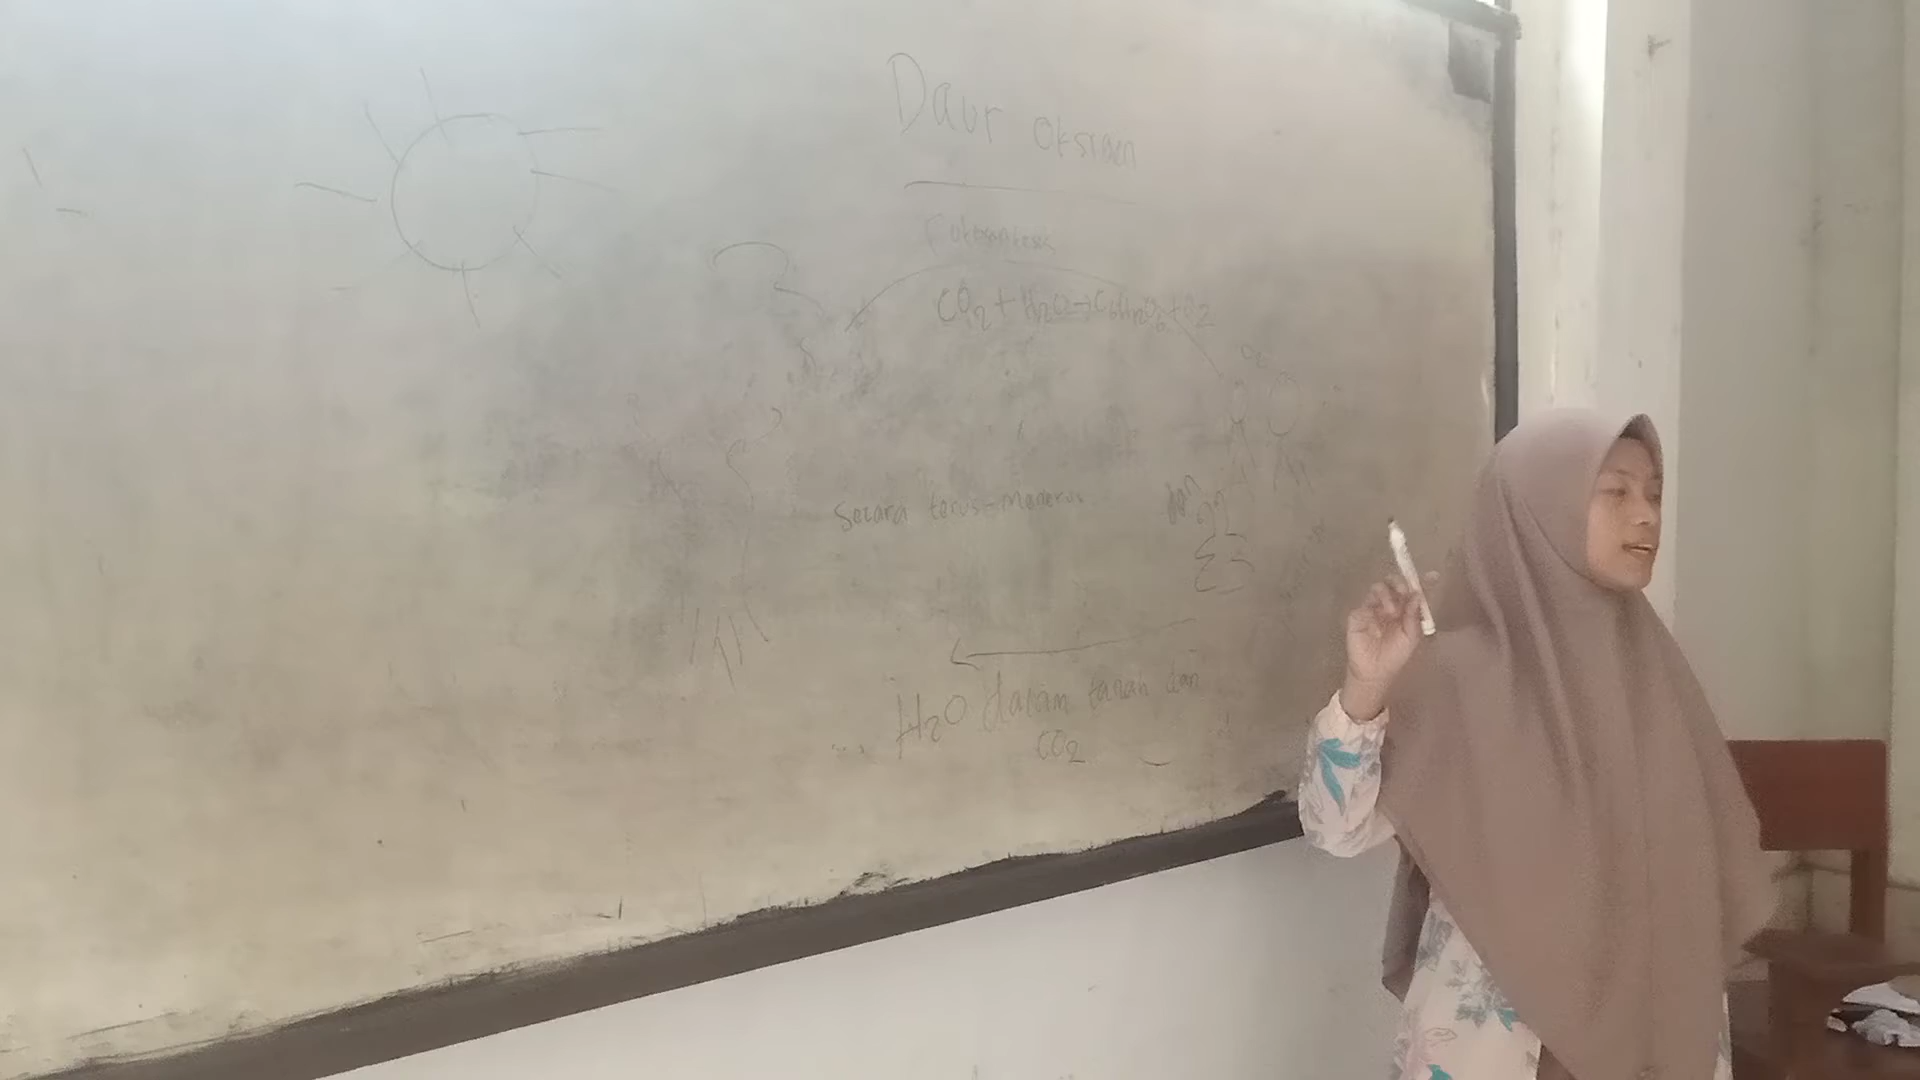 Daur Oksigen
Fotosintesis
CO2 + H2O → C6H12O6 + O2
Secara terus-menerus
H2O dalam tanah dan
CO2